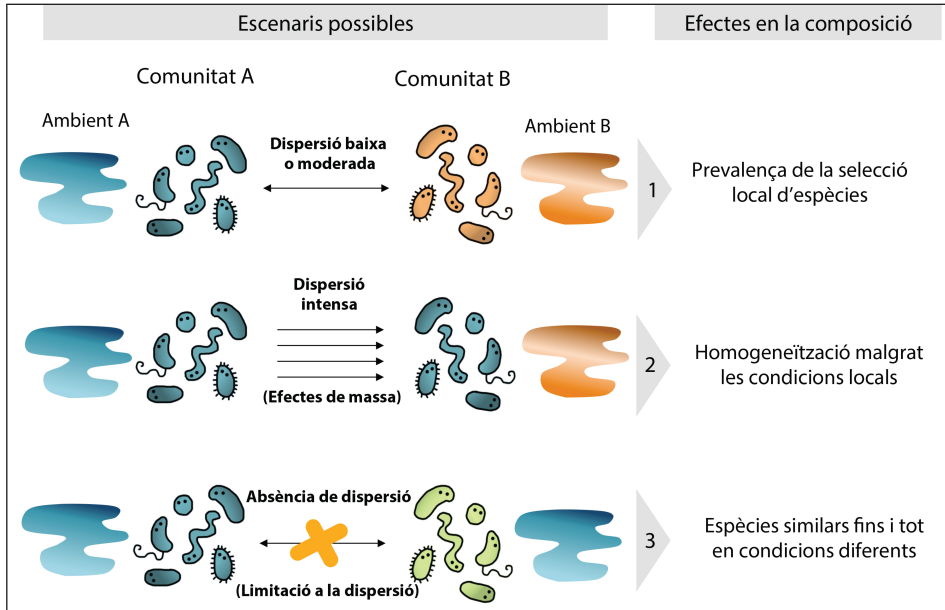 Escenaris possibles
Efectes en la composició
Comunitat A
Comunitat B
Ambient A
Dispersió baixa
o moderada
Ambient B
1
Prevalença de la selecció
local d'espècies
Dispersió
intensa
(Efectes de massa)
2
Homogeneïtzació malgrat
les condicions locals
Absència de dispersió
(Limitació a la dispersió)
3
Espècies similars fins i tot
en condicions diferents